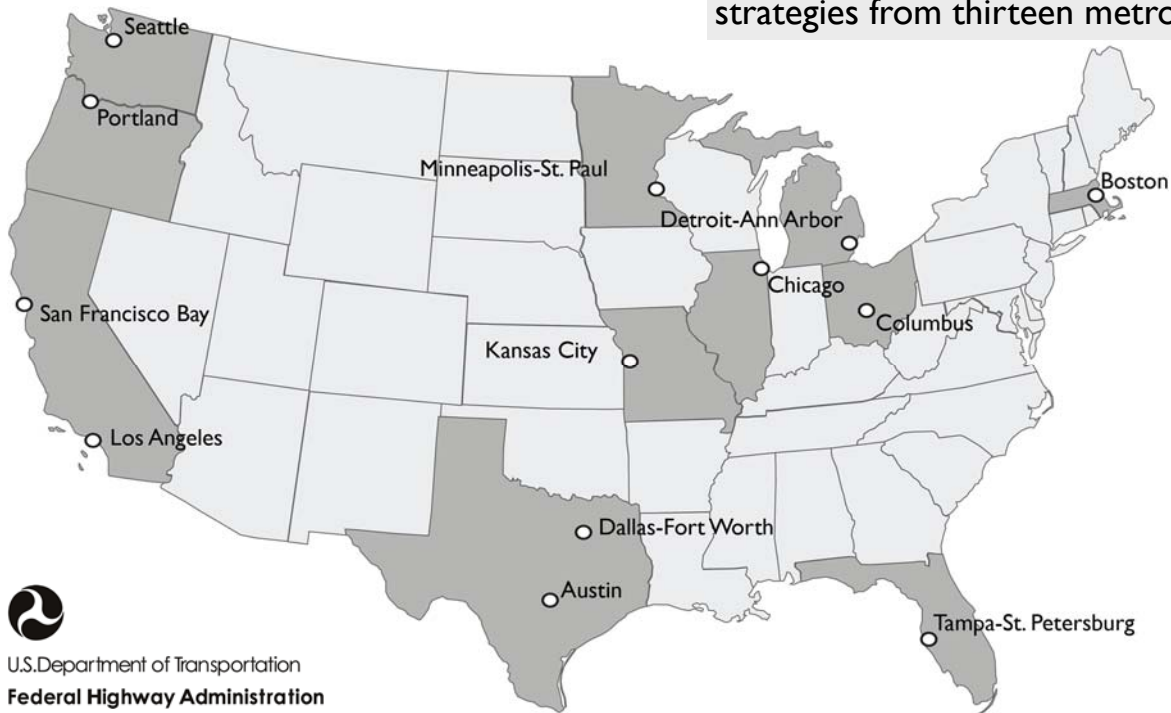 strategies from thirteen metro
Seattle
Portland
Minneapolis-St. Paul
Boston
Detroit-Ann Arbor
Chicago
San Francisco Bay
Columbus
Kansas City
Los Angeles
Dallas-Fort Worth
Austin
Tampa-St. Petersburg
U.S.Department of Transportation
Federal Highway Administration